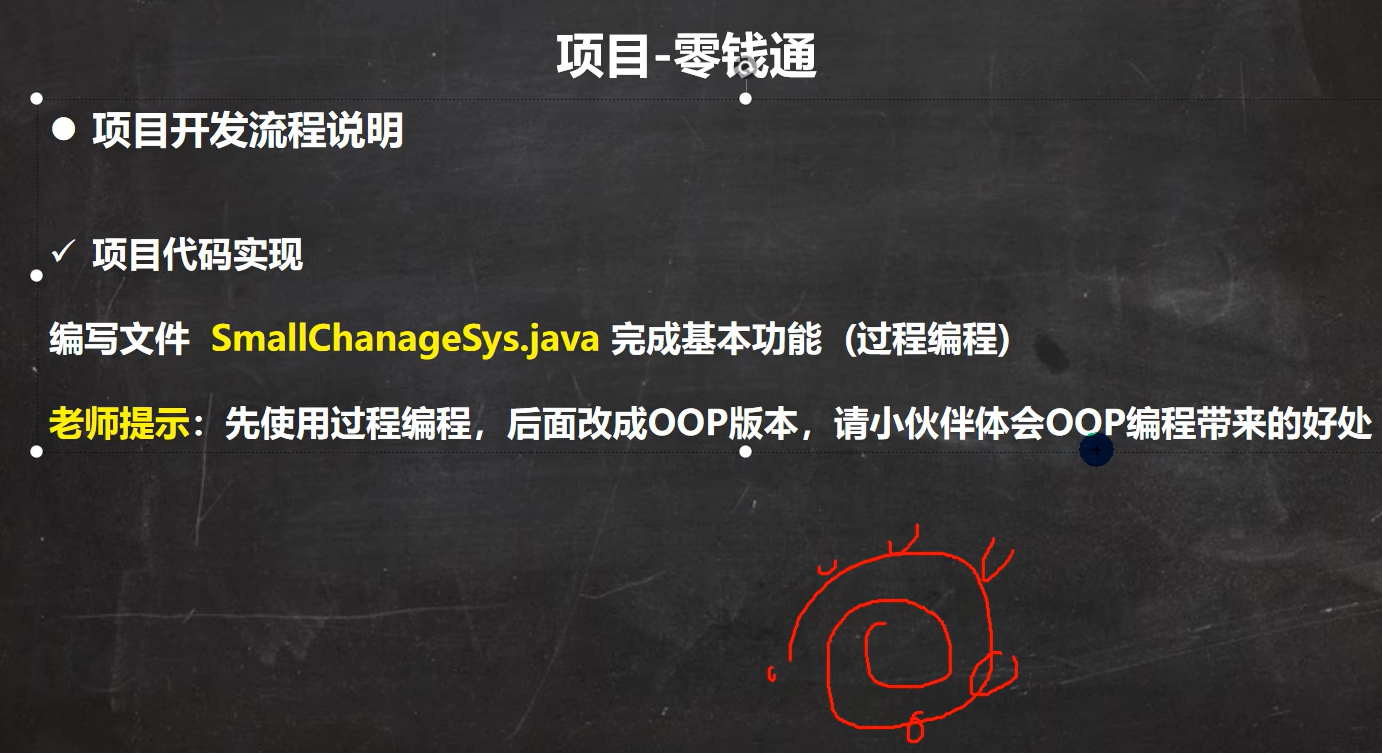 项目-零钱通
● 项目开发流程说明
✓ 项目代码实现
编写文件 SmallChanageSys.java 完成基本功能 (过程编程)
老师提示：先使用过程编程，后面改成OOP版本，请小伙伴体会OOP编程带来的好处